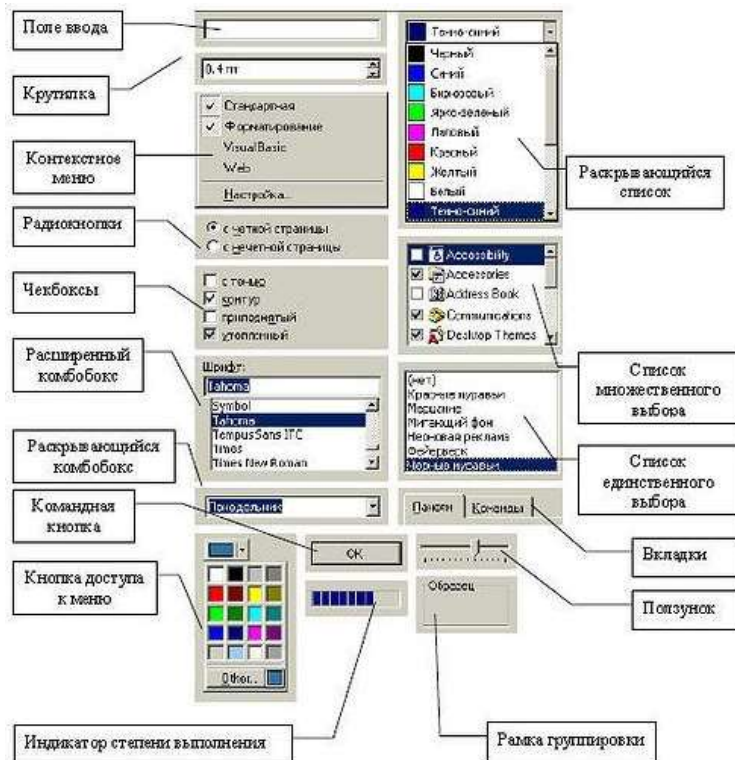 Поле ввода
Крутилка
Контекстное
меню
Радиокнопки
Чекбоксы
Расширенный
комбобокс
Раскрывающийся
комбобокс
Командная
кнопка
Кнопка доступа
к меню
Индикатор степени выполнения
0,4 пт
Стандартная
Форматирование
Visual Basic
Web
Настройка...
с четной страницы
с нечетной страницы
с тенью
контур
приподнятый
утопленный
Шрифт:
Tahoma
Symbol
Tahoma
Tempus Sans ITC
Times
Times New Roman
Понедельник
OK
Other...
Темно-синий
Черный
Синий
Бирюзовый
Ярко-зеленый
Лиловый
Красный
Желтый
Белый
Темно-синий
Accessibility
Accessories
Address Book
Communications
Desktop Themes
(нет)
Красные муравьи
Мерцание
Мигающий фон
Неоновая реклама
Фейерверк
Черные муравьи
Панели
Команды
Образец
Раскрывающийся
список
Список
множественного
выбора
Список
единственного
выбора
Вкладки
Ползунок
Рамка группировки